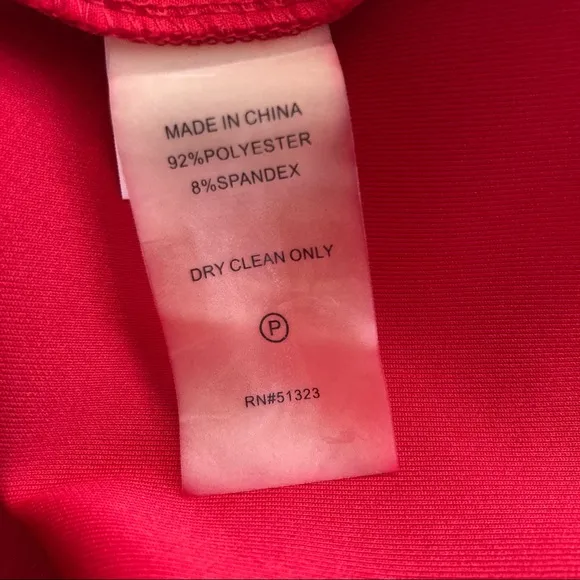 MADE IN CHINA
92%POLYESTER
8%SPANDEX
DRY CLEAN ONLY
P
RN#51323